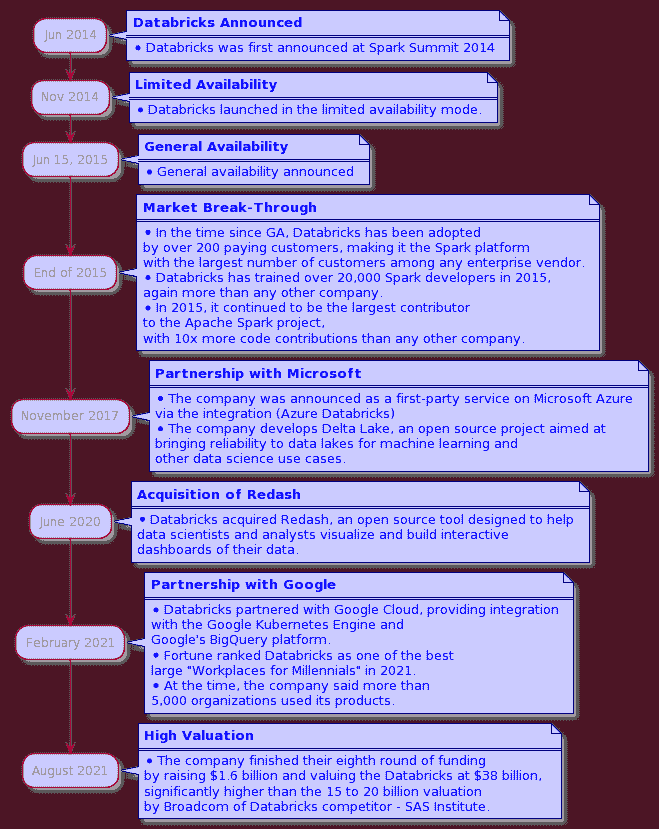 Jun 2014
Databricks Announced
• Databricks was first announced at Spark Summit 2014
Nov 2014
Limited Availability
• Databricks launched in the limited availability mode.
Jun 15, 2015
General Availability
• General availability announced
End of 2015
Market Break-Through
• In the time since GA, Databricks has been adopted
by over 200 paying customers, making it the Spark platform
with the largest number of customers among any enterprise vendor.
• Databricks has trained over 20,000 Spark developers in 2015,
again more than any other company.
• In 2015, it continued to be the largest contributor
to the Apache Spark project,
with 10x more code contributions than any other company.
November 2017
Partnership with Microsoft
• The company was announced as a first-party service on Microsoft Azure
via the integration (Azure Databricks)
• The company develops Delta Lake, an open source project aimed at
bringing reliability to data lakes for machine learning and
other data science use cases.
June 2020
Acquisition of Redash
• Databricks acquired Redash, an open source tool designed to help
data scientists and analysts visualize and build interactive
dashboards of their data.
February 2021
Partnership with Google
• Databricks partnered with Google Cloud, providing integration
with the Google Kubernetes Engine and
Google's BigQuery platform.
• Fortune ranked Databricks as one of the best
large "Workplaces for Millennials" in 2021.
• At the time, the company said more than
5,000 organizations used its products.
August 2021
High Valuation
• The company finished their eighth round of funding
by raising $1.6 billion and valuing the Databricks at $38 billion,
significantly higher than the 15 to 20 billion valuation
by Broadcom of Databricks competitor - SAS Institute.